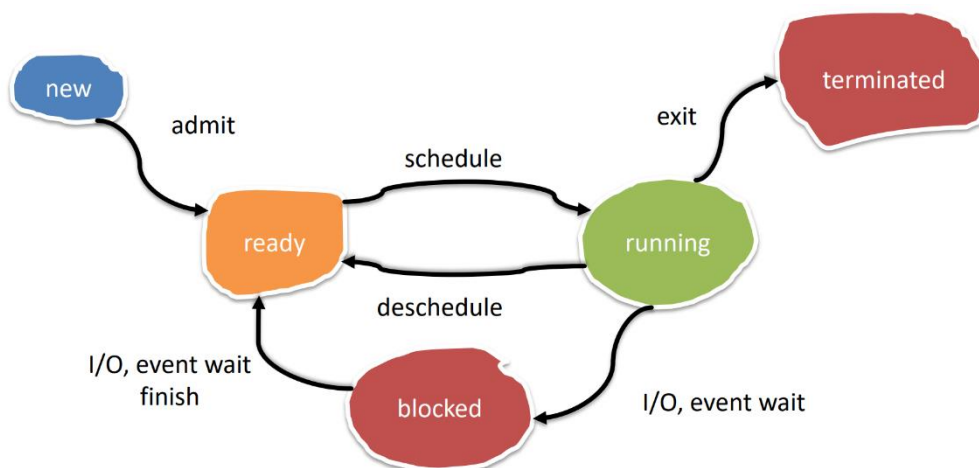 new
terminated
admit
exit
schedule
ready
running
deschedule
I/O, event wait
finish
blocked
I/O, event wait